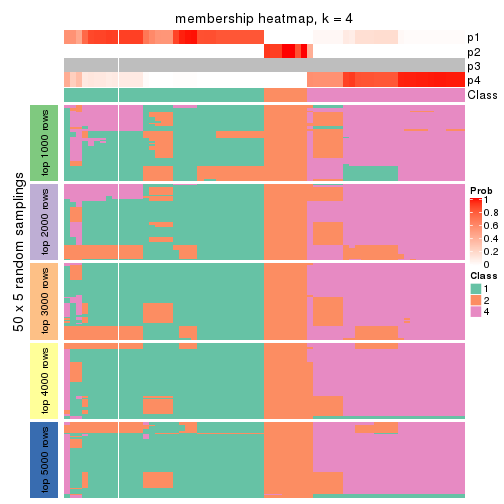 membership heatmap, k = 4
p1
p2
p3
p4
Class
50 x 5 random samplings
top 1000 rows
top 2000 rows
top 3000 rows
top 4000 rows
top 5000 rows
Prob
1
0.8
0.6
0.4
0.2
0
Class
1
2
4